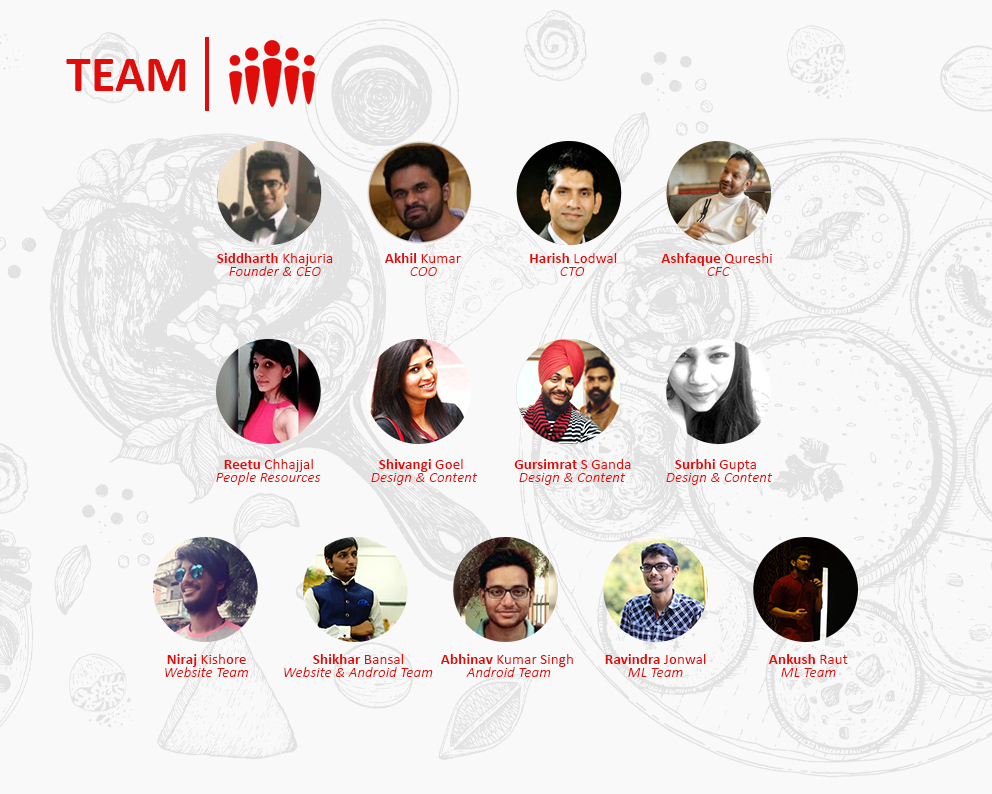 TEAM
Siddharth Khajuria
Founder & CEO
Akhil Kumar
COO
Harish Lodwal
CTO
Ashfaque Qureshi
CFC
Reetu Chhajjal
People Resources
Shivangi Goel
Design & Content
Gursimrat S Ganda
Design & Content
Surbhi Gupta
Design & Content
Niraj Kishore
Website Team
Shikhar Bansal
Website & Android Team
Abhinav Kumar Singh
Android Team
Ravindra Jonwal
ML Team
Ankush Raut
ML Team